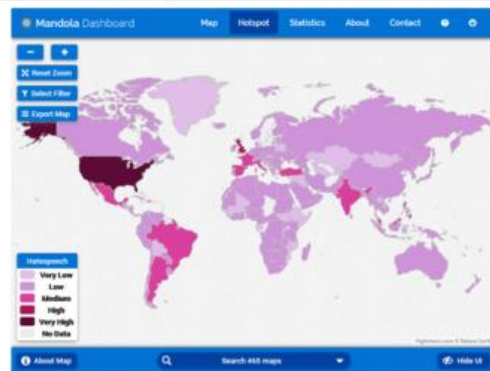 Mandola Dashboard
Map Hotspot Statistics About Contact
Reset Zoom
Select Filter
Export Map
Hatespeech
Very Low
Low
Medium
High
Very High
No Data
About Map
Search 465 maps
Hide UI